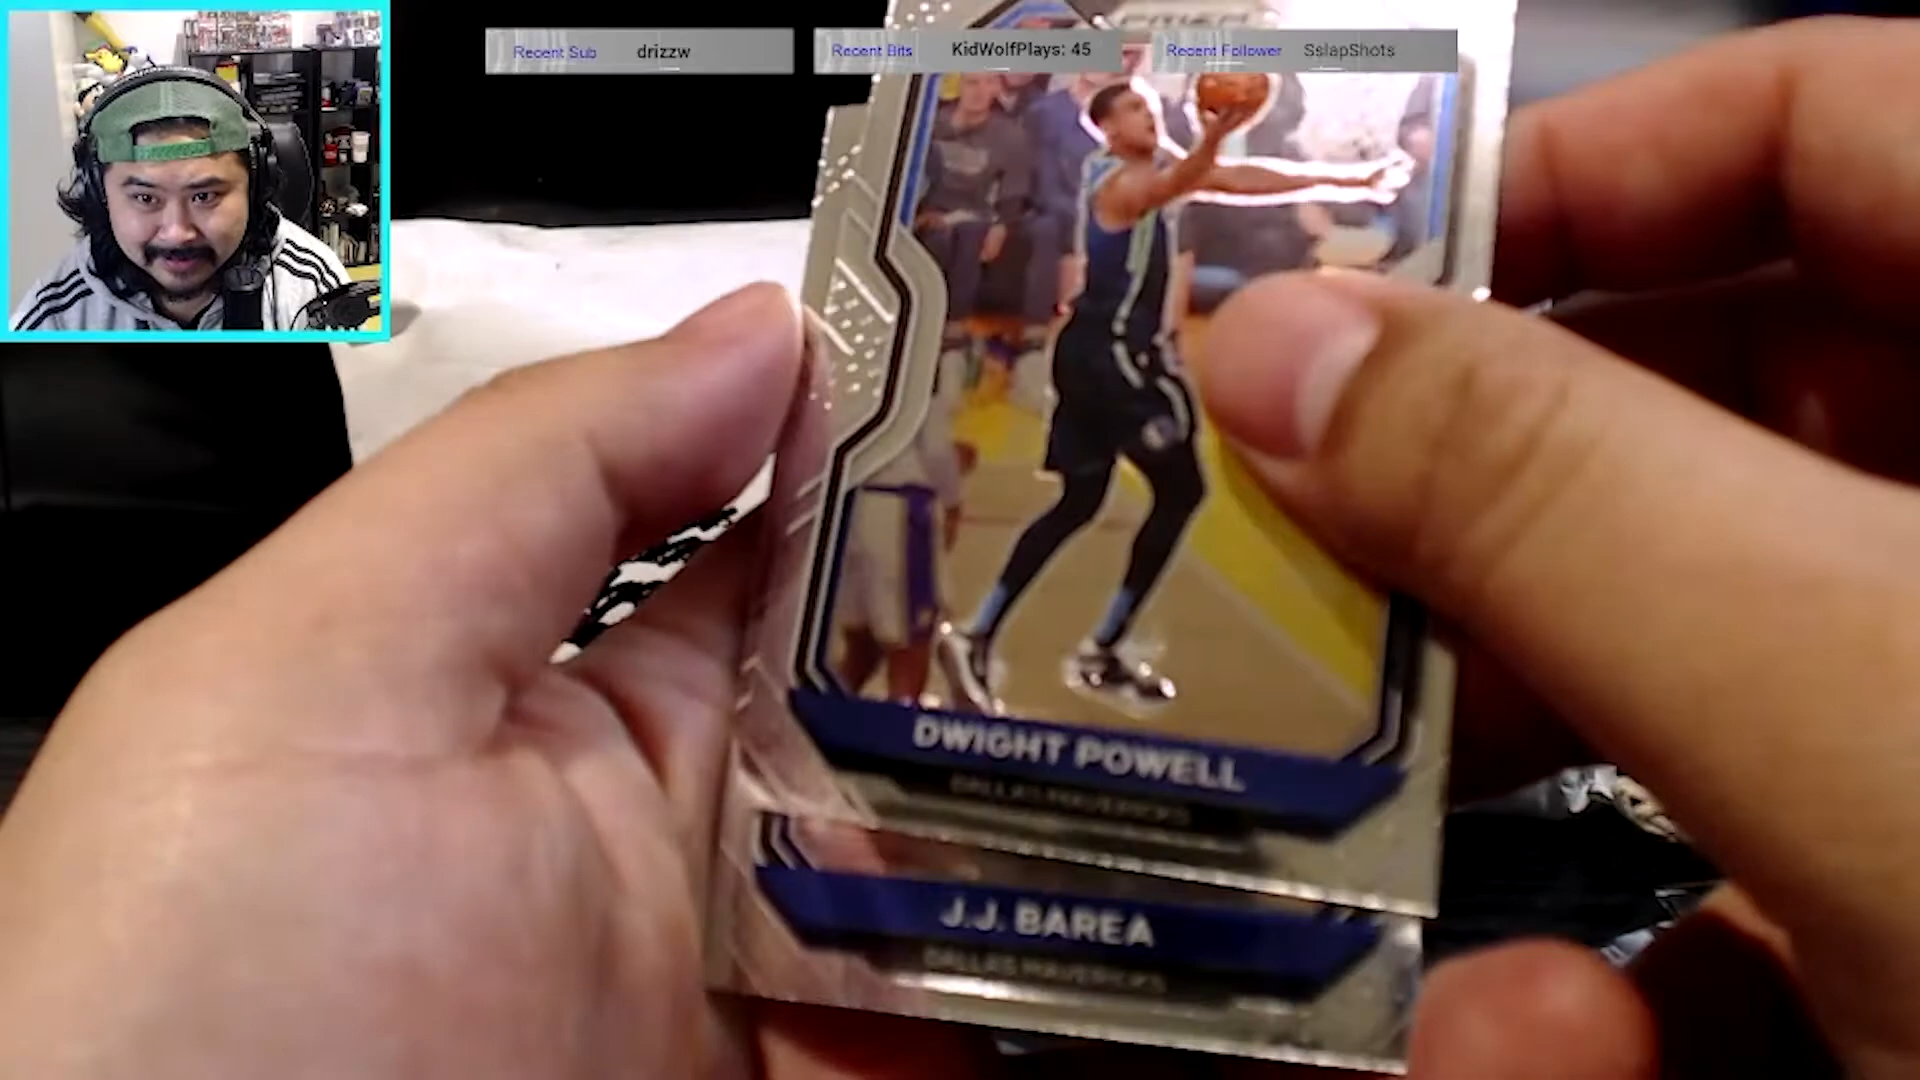 Recent Sub drizzw
Recent Bits KidWolfPlays: 45
Recent Follower SslapShots
DWIGHT POWELL
DALLAS MAVERICKS
J.J. BAREA
DALLAS MAVERICKS